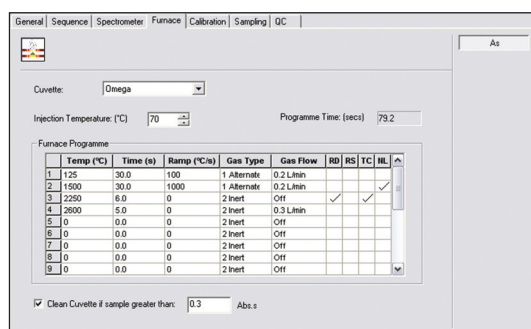 General Sequence Spectrometer Furnace Calibration Sampling QC
As
Cuvette: Omega
Injection Temperature: (°C) 70 Programme Time: (secs) 79.2
Furnace Programme
Temp (°C) Time (s) Ramp (°C/s) Gas Type Gas Flow RD RS TC NL
1 125 30.0 100 1 Alternate 0.2 L/min
2 1500 30.0 1000 1 Alternate 0.2 L/min
3 2250 6.0 0 2 Inert Off
4 2600 5.0 0 2 Inert 0.3 L/min
5 0 0.0 0 2 Inert Off
6 0 0.0 0 2 Inert Off
7 0 0.0 0 2 Inert Off
8 0 0.0 0 2 Inert Off
9 0 0.0 0 2 Inert Off
Clean Cuvette if sample greater than: 0.3 Abs.s